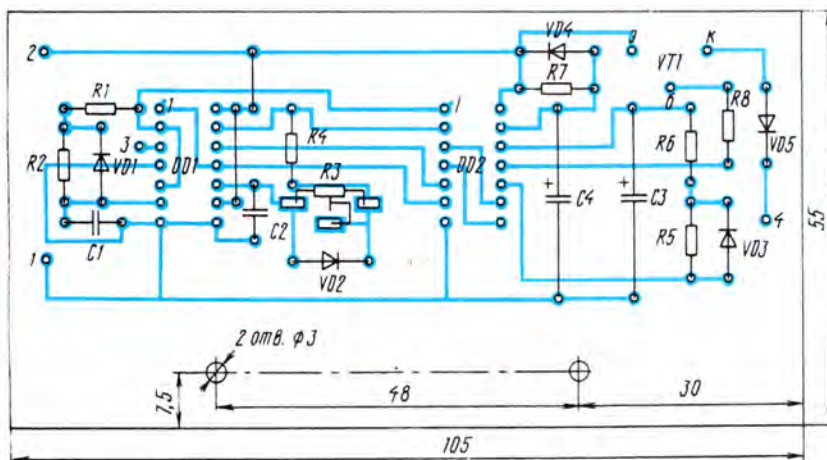 2
VD4
э
к
R7
VT1
R1
1
1
б
R8
3
R4
R2
VD1
DD1
R3
DD2
R6
VD5
+
C4
+
C3
4
C1
C2
R5
VD3
1
VD2
55
2 отв. ф3
7,5
48
30
105